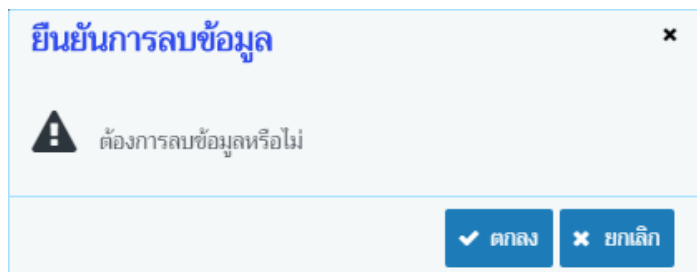 ยืนยันการลบข้อมูล
ต้องการลบข้อมูลหรือไม่
ตกลง ยกเลิก